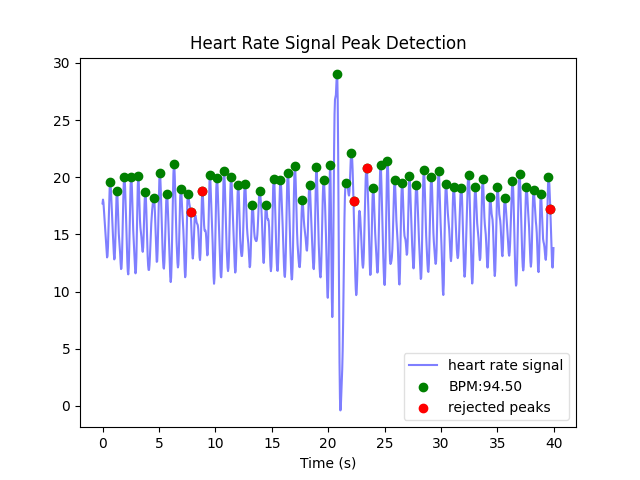 Heart Rate Signal Peak Detection
30
25
20
15
10
5
0
heart rate signal
BPM:94.50
rejected peaks
0 5 10 15 20 25 30 35 40
Time (s)